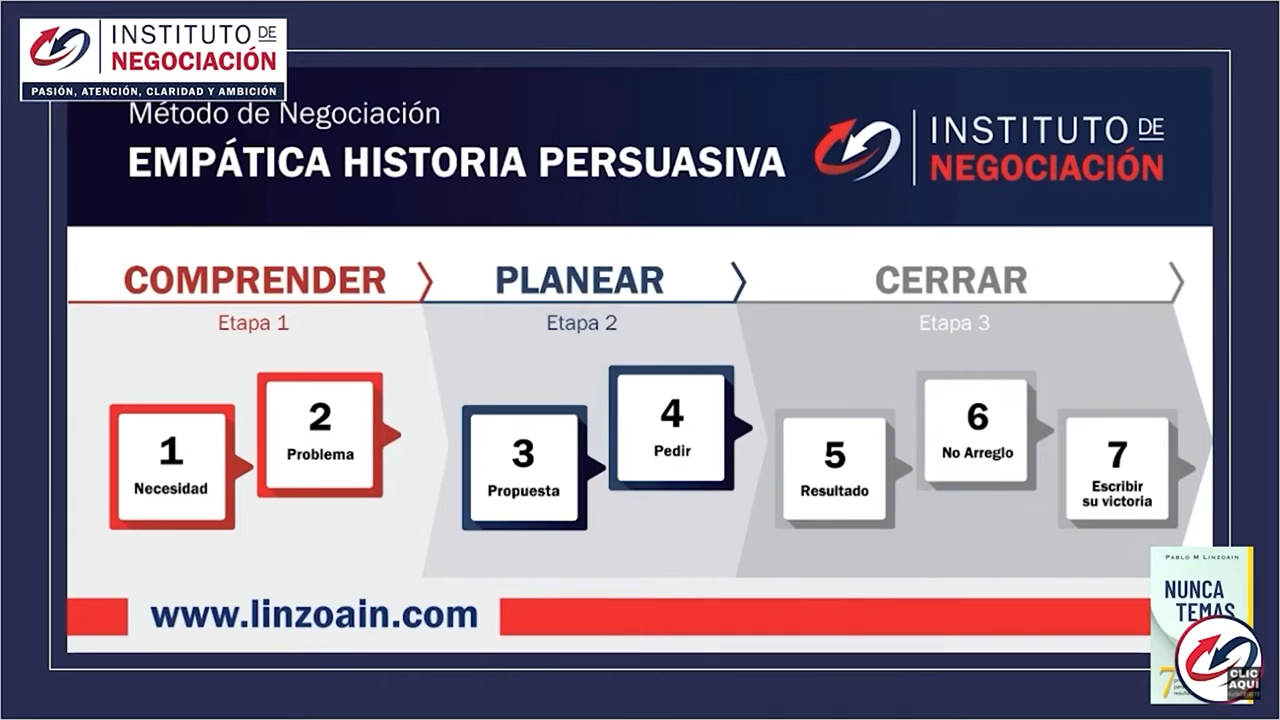 INSTITUTO DE
NEGOCIACIÓN
PASIÓN, ATENCIÓN, CLARIDAD Y AMBICIÓN
Método de Negociación
EMPÁTICA HISTORIA PERSUASIVA
INSTITUTO DE
NEGOCIACIÓN
COMPRENDER
Etapa 1
PLANEAR
Etapa 2
CERRAR
Etapa 3
1
Necesidad
2
Problema
3
Propuesta
4
Pedir
5
Resultado
6
No Arreglo
7
Escribir
su victoria
www.linzoain.com
PABLO M LINZOAIN
NUNCA
TEMAS
7
CLIC
AQUÍ